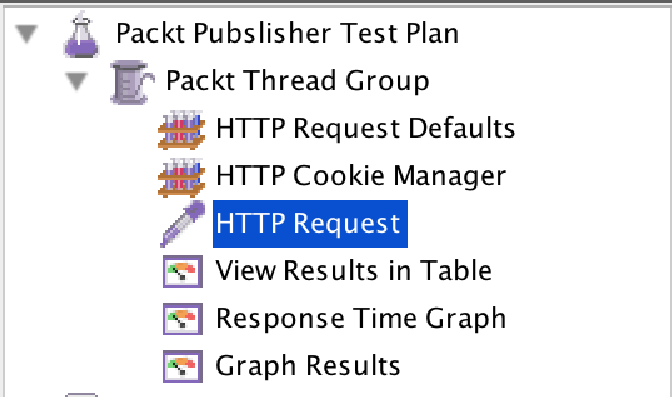 Packt Pubslisher Test Plan
Packt Thread Group
HTTP Request Defaults
HTTP Cookie Manager
HTTP Request
View Results in Table
Response Time Graph
Graph Results